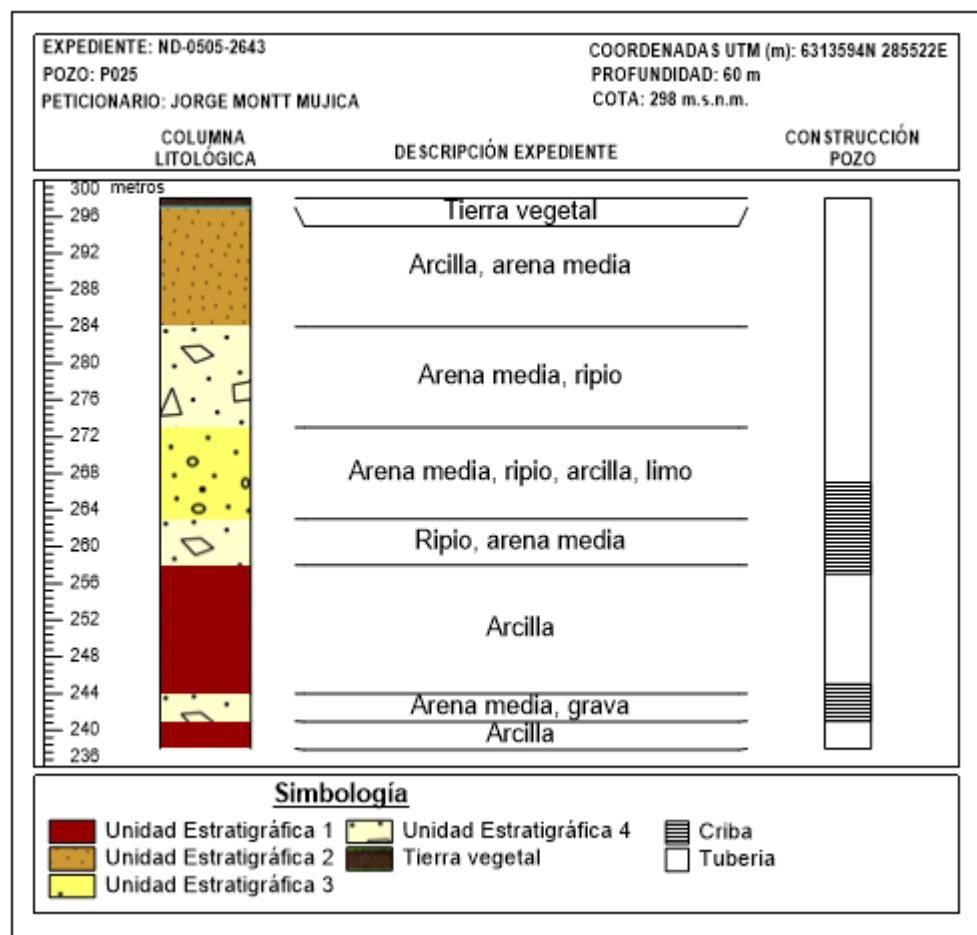 EXPEDIENTE: ND-0505-2643
COORDENADAS UTM (m): 6313594N 285522E
POZO: P025
PROFUNDIDAD: 60 m
PETICIONARIO: JORGE MONTT MUJICA
COTA: 298 m.s.n.m.
COLUMNA
LITOLÓGICA
DESCRIPCIÓN EXPEDIENTE
CONSTRUCCIÓN
POZO
300 metros
Tierra vegetal
296
Arcilla, arena media
292
288
284
280
Arena media, ripio
276
272
Arena media, ripio, arcilla, limo
268
264
Ripio, arena media
260
256
252
Arcilla
248
244
Arena media, grava
240
Arcilla
236
Simbología
Unidad Estratigráfica 1
Unidad Estratigráfica 4
Criba
Unidad Estratigráfica 2
Tierra vegetal
Tuberia
Unidad Estratigráfica 3